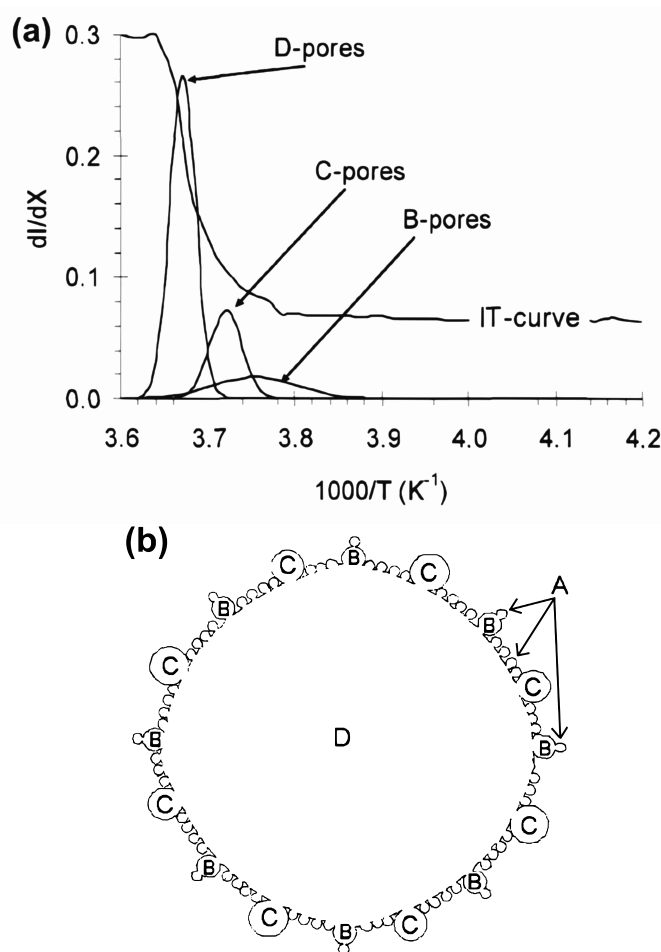 (a)
0.3
0.2
0.1
0.0
dI/dX
D-pores
C-pores
B-pores
IT-curve
3.6 3.7 3.8 3.9 4.0 4.1 4.2
1000/T (K⁻¹)
(b)
B
C
C
B
A
B
C
C
B
D
B
C
C
B
B
C
C
B